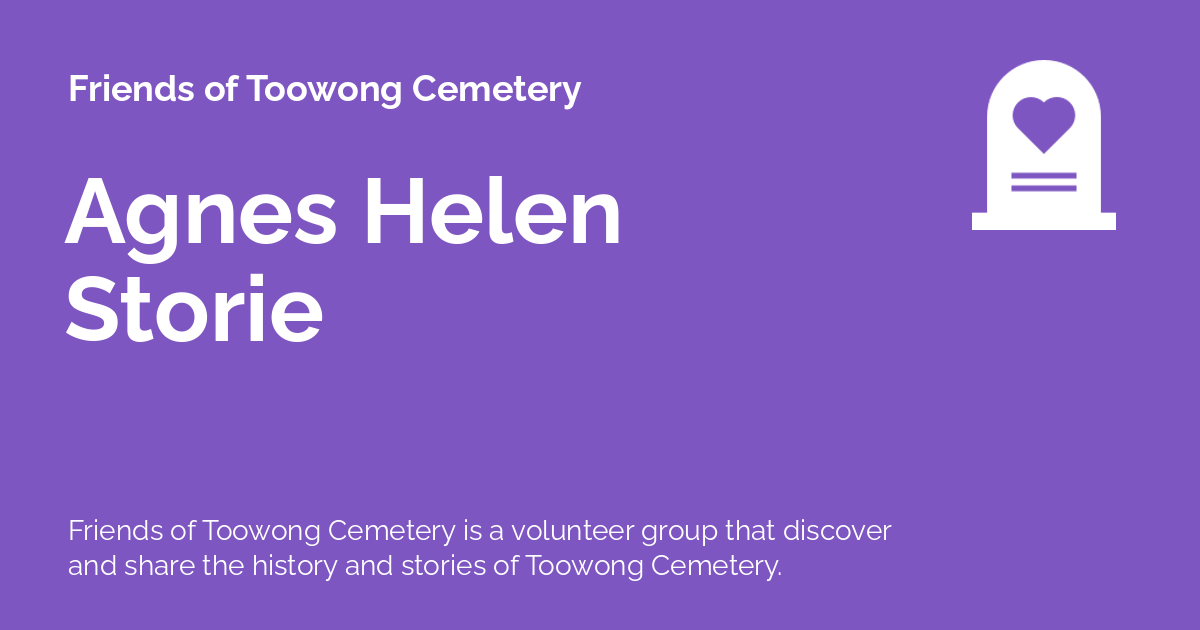 Friends of Toowong Cemetery
Agnes Helen
Storie
Friends of Toowong Cemetery is a volunteer group that discover
and share the history and stories of Toowong Cemetery.